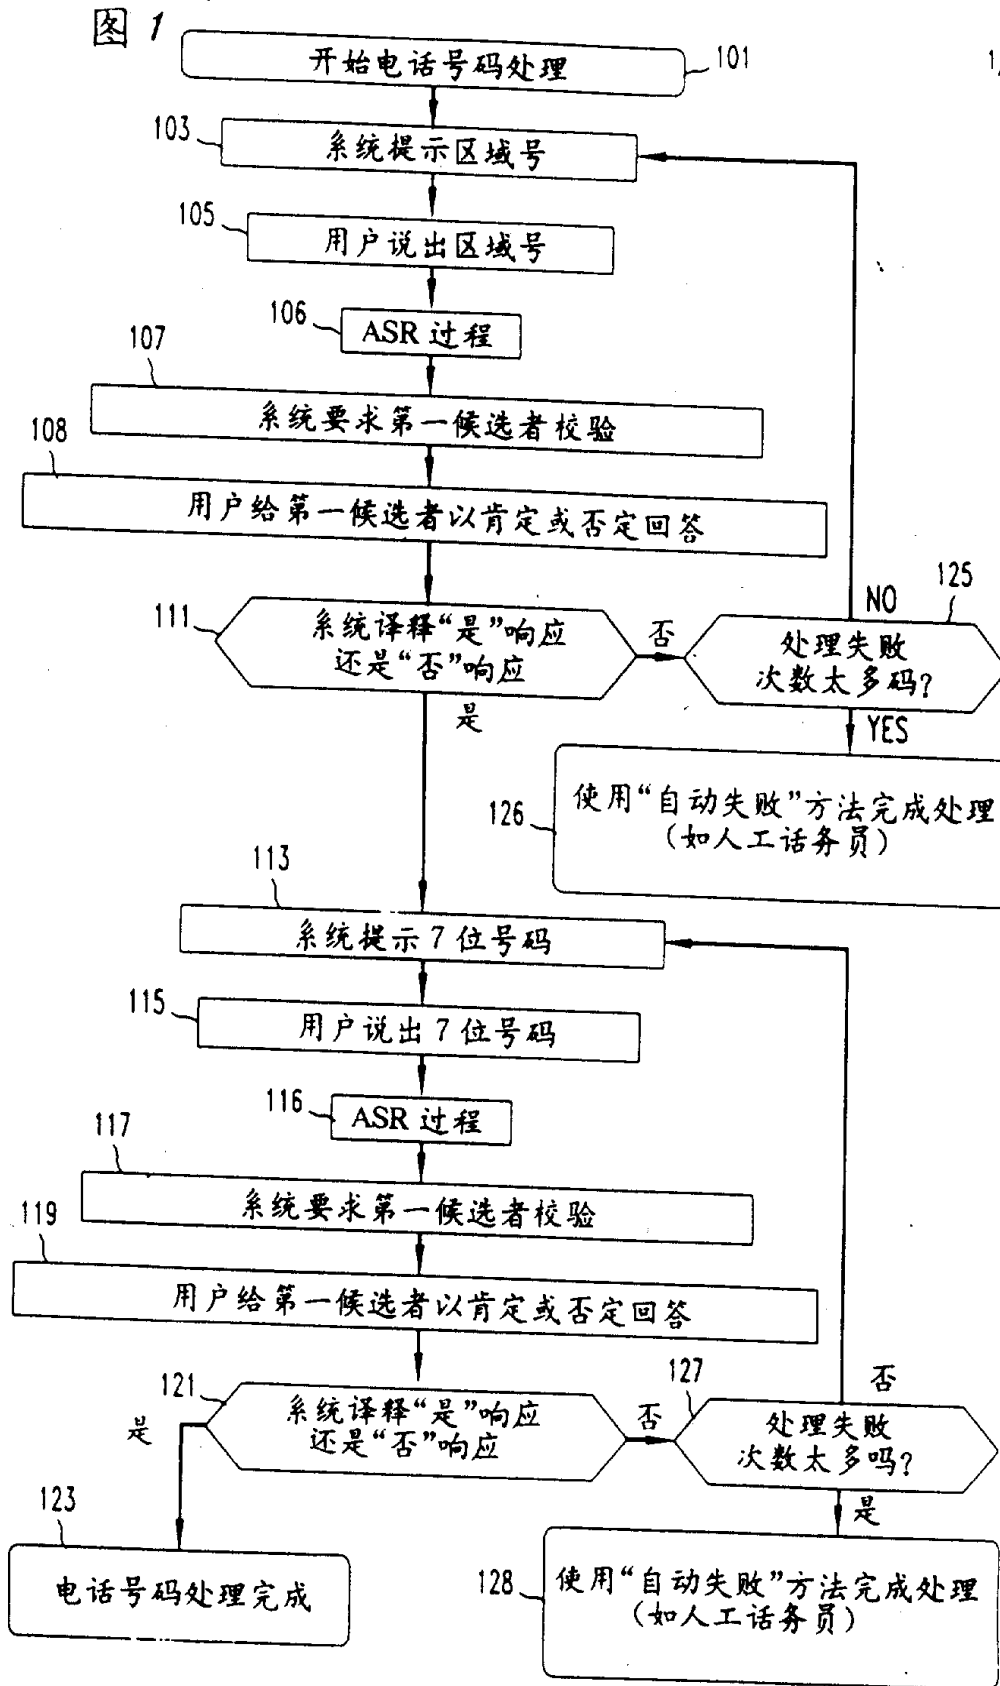 图 1
开始电话号码处理
101
103
系统提示区域号
105
用户说出区域号
106
ASR 过程
107
系统要求第一候选者校验
108
用户给第一候选者以肯定或否定回答
111
系统译释“是”响应
还是“否”响应
否
是
125
NO
处理失败
次数太多码?
YES
126
使用“自动失败”方法完成处理
(如人工话务员)
113
系统提示 7 位号码
115
用户说出 7 位号码
116
ASR 过程
117
系统要求第一候选者校验
119
用户给第一候选者以肯定或否定回答
121
系统译释“是”响应
还是“否”响应
是
否
127
否
处理失败
次数太多吗?
是
123
电话号码处理完成
128
使用“自动失败”方法完成处理
(如人工话务员)